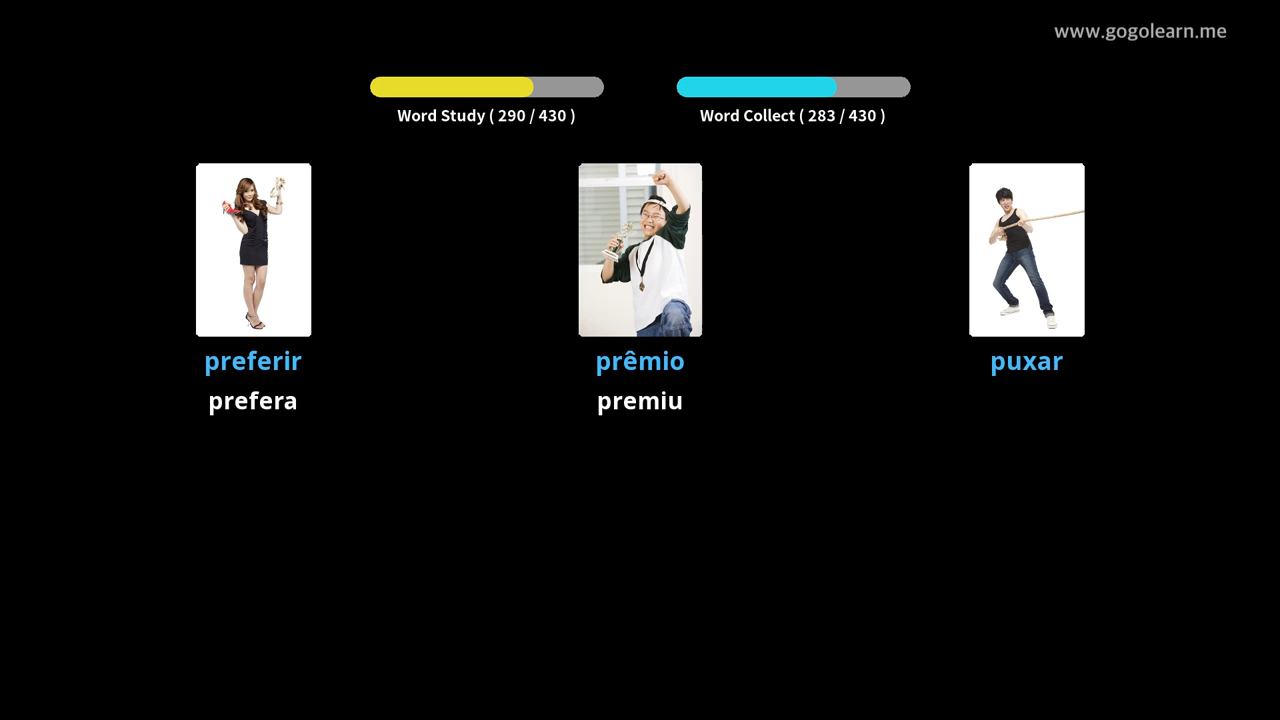 www.gogolearn.me
Word Study ( 290 / 430 )
Word Collect ( 283 / 430 )
preferir
prefera
prêmio
premiu
puxar